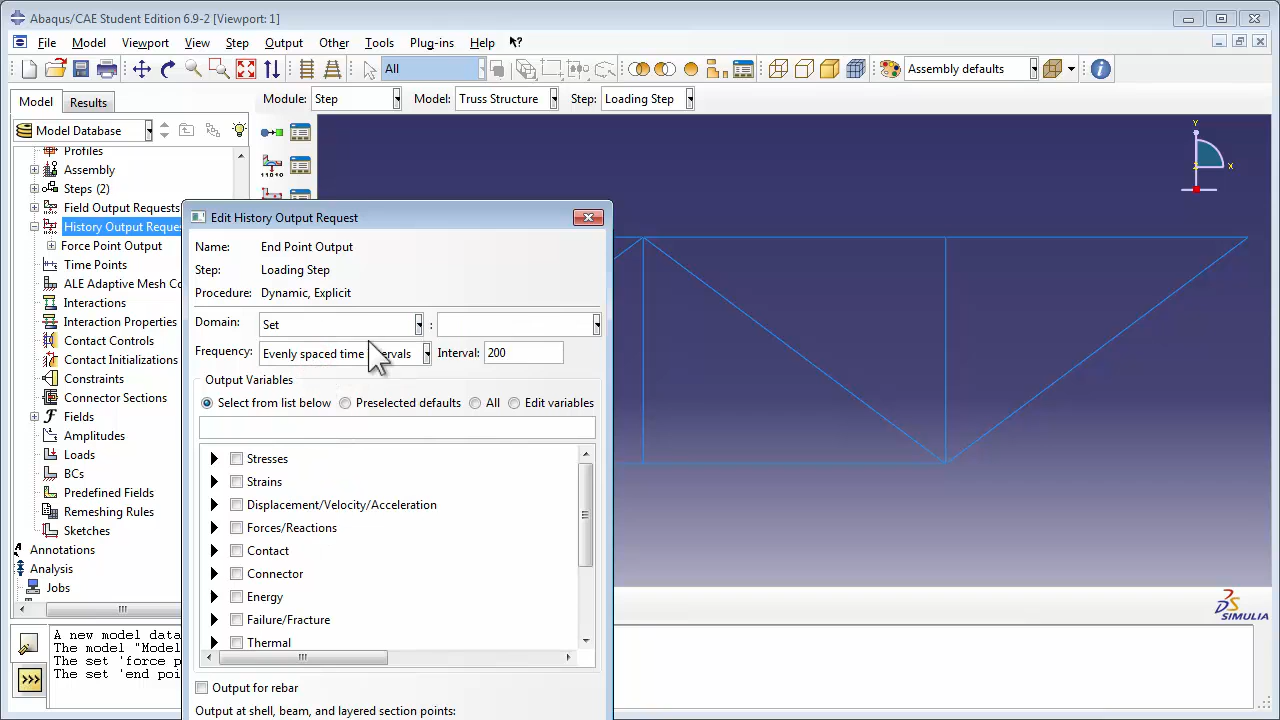 Abaqus/CAE Student Edition 6.9-2 [Viewport: 1]
File Model Viewport View Step Output Other Tools Plug-ins Help
All
Assembly defaults
Model Results
Module: Step Model: Truss Structure Step: Loading Step
Model Database
Profiles
Assembly
Steps (2)
Field Output Requests
History Output Reques
Force Point Output
Time Points
ALE Adaptive Mesh Co
Interactions
Interaction Properties
Contact Controls
Contact Initializations
Constraints
Connector Sections
Fields
Amplitudes
Loads
BCs
Predefined Fields
Remeshing Rules
Sketches
Annotations
Analysis
Jobs
Edit History Output Request
Name: End Point Output
Step: Loading Step
Procedure: Dynamic, Explicit
Domain: Set :
Frequency: Evenly spaced time intervals Interval: 200
Output Variables
Select from list below Preselected defaults All Edit variables
Stresses
Strains
Displacement/Velocity/Acceleration
Forces/Reactions
Contact
Connector
Energy
Failure/Fracture
Thermal
Output for rebar
Output at shell, beam, and layered section points:
Y
X
SIMULIA
A new model data
The model "Model
The set 'force p
The set 'end poi
>>>